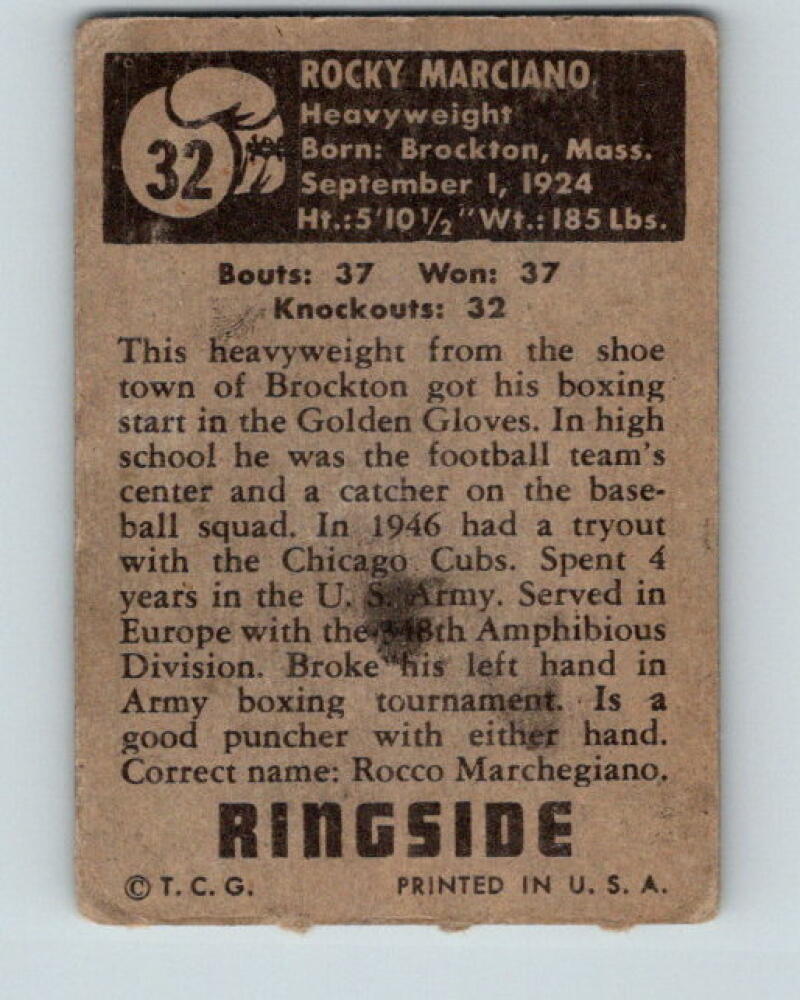 32
ROCKY MARCIANO
Heavyweight
Born: Brockton, Mass.
September 1, 1924
Ht.:5'10 1/2" Wt.: 185 Lbs.
Bouts: 37 Won: 37
Knockouts: 32
This heavyweight from the shoe
town of Brockton got his boxing
start in the Golden Gloves. In high
school he was the football team's
center and a catcher on the base-
ball squad. In 1946 had a tryout
with the Chicago Cubs. Spent 4
years in the U. S. Army. Served in
Europe with the Amphibious
Division. Broke his left hand in
Army boxing tournament. Is a
good puncher with either hand.
Correct name: Rocco Marchegiano.
RINGSIDE
© T. C. G. PRINTED IN U. S. A.